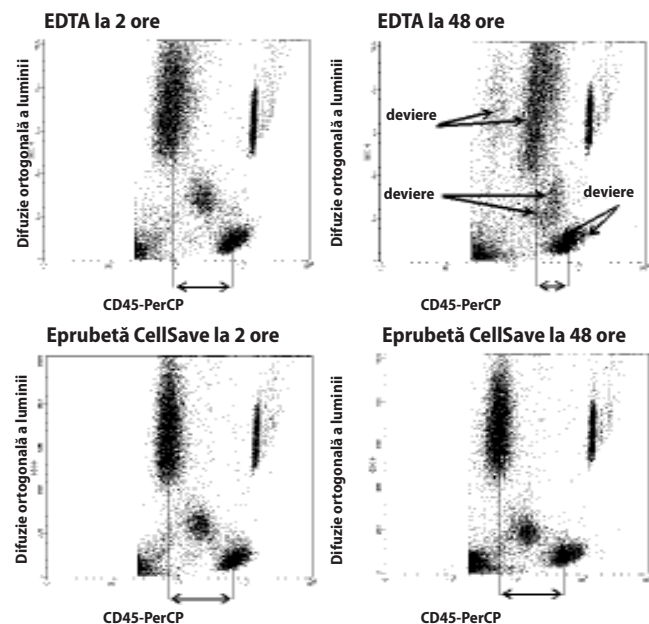 EDTA la 2 ore
EDTA la 48 ore
Difuzie ortogonală a luminii
CD45-PerCP
Difuzie ortogonală a luminii
deviere
deviere
deviere
CD45-PerCP
Eprubetă CellSave la 2 ore
Eprubetă CellSave la 48 ore
Difuzie ortogonală a luminii
CD45-PerCP
Difuzie ortogonală a luminii
CD45-PerCP